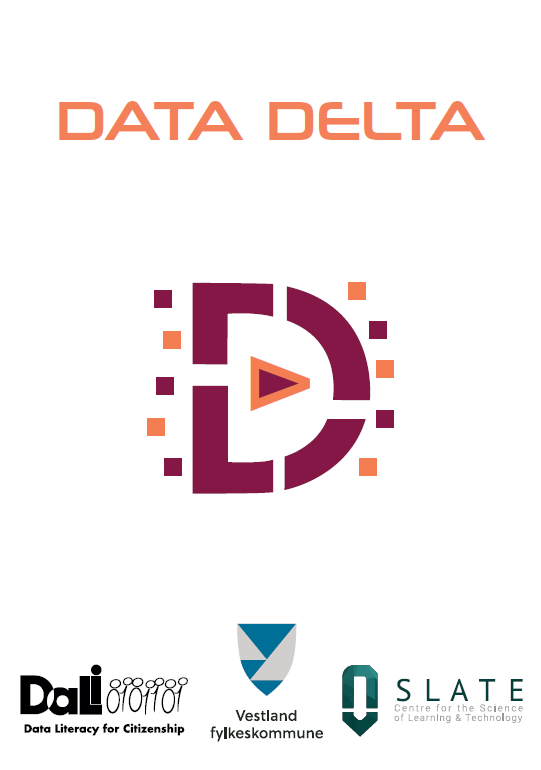 DATA DELTA
D
DaLi 0101101
Data Literacy for Citizenship
Vestland
fylkeskommune
SLATE
Centre for the Science
of Learning & Technology